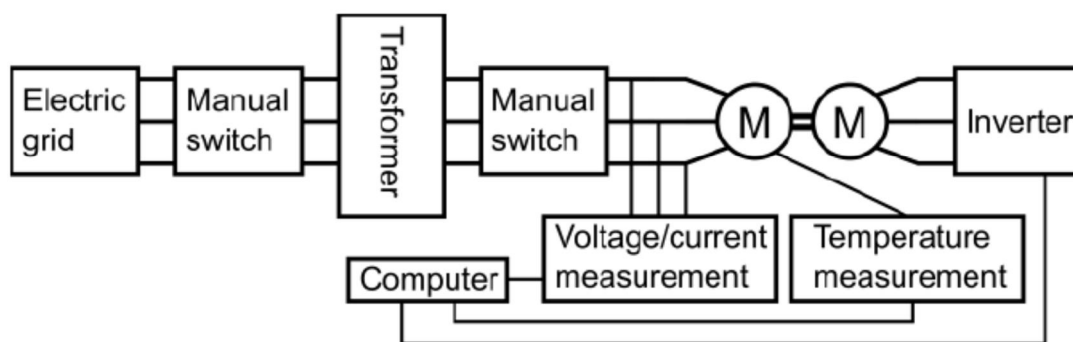 Electric
grid
Manual
switch
Transformer
Manual
switch
M
M
Inverter
Voltage/current
measurement
Temperature
measurement
Computer